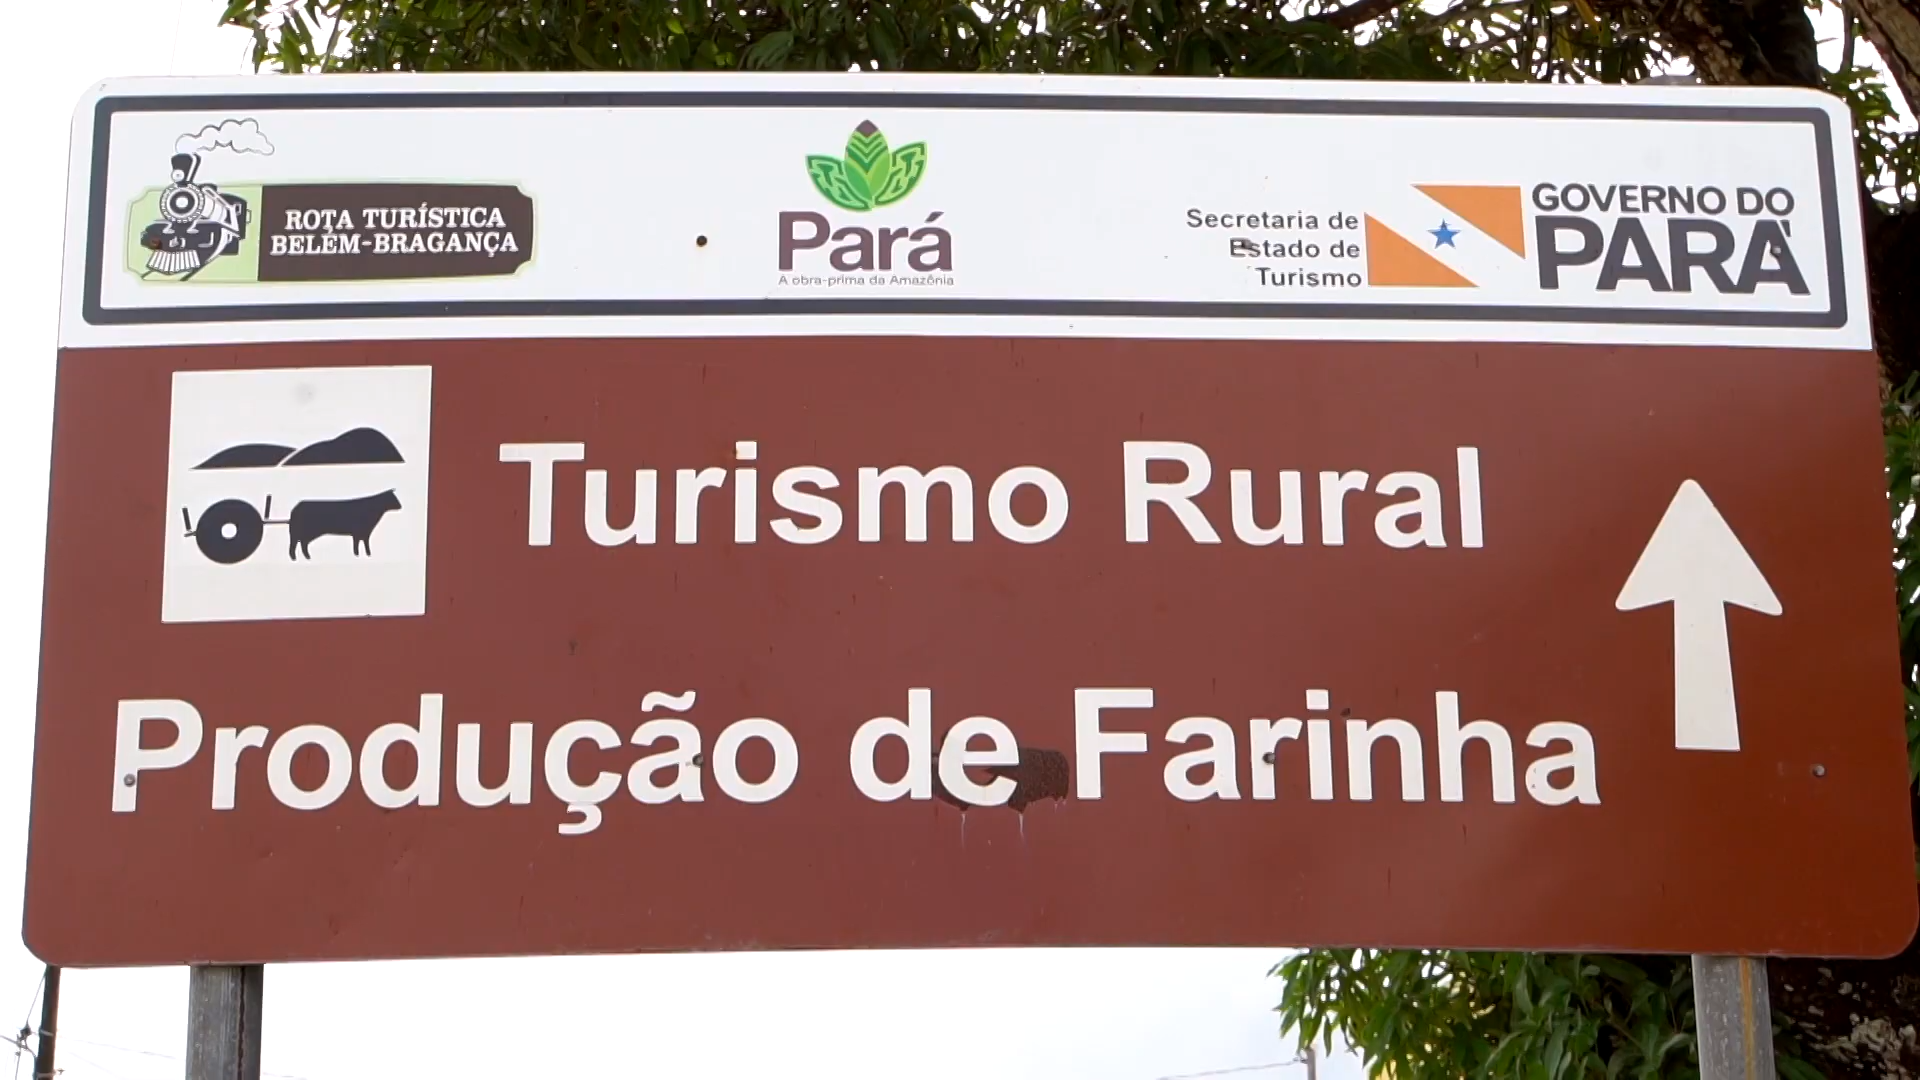 ROTA TURÍSTICA
BELÉM-BRAGANÇA
Pará
A obra-prima da Amazônia
Secretaria de
Estado de
Turismo
GOVERNO DO
PARÁ
Turismo Rural
Produção de Farinha